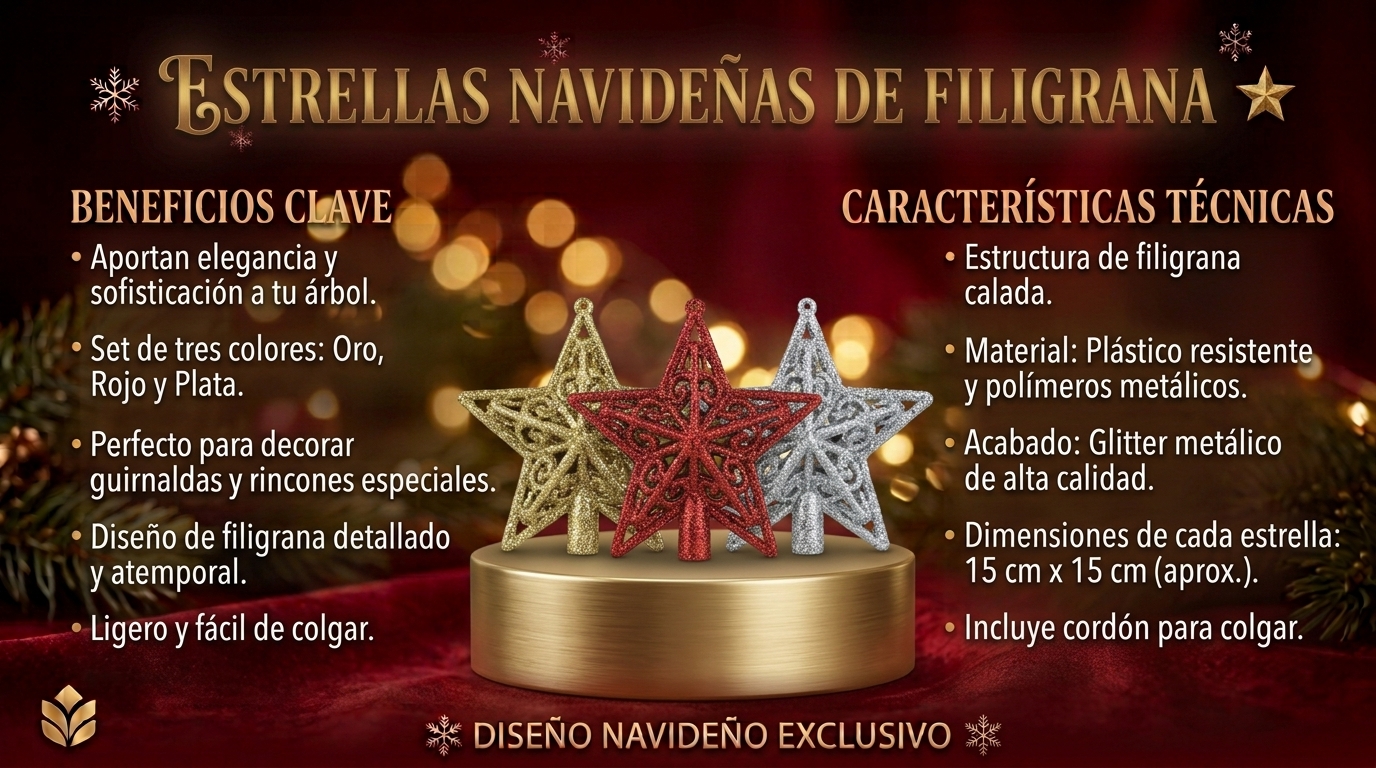 ESTRELLAS NAVIDEÑAS DE FILIGRANA
BENEFICIOS CLAVE
• Aportan elegancia y
sofisticación a tu árbol.
• Set de tres colores: Oro,
Rojo y Plata.
• Perfecto para decorar
guirnaldas y rincones especiales.
• Diseño de filigrana detallado
y atemporal.
• Ligero y fácil de colgar.
CARACTERÍSTICAS TÉCNICAS
• Estructura de filigrana
calada.
• Material: Plástico resistente
y polímeros metálicos.
• Acabado: Glitter metálico
de alta calidad.
• Dimensiones de cada estrella:
15 cm x 15 cm (aprox.).
• Incluye cordón para colgar.
DISEÑO NAVIDEÑO EXCLUSIVO